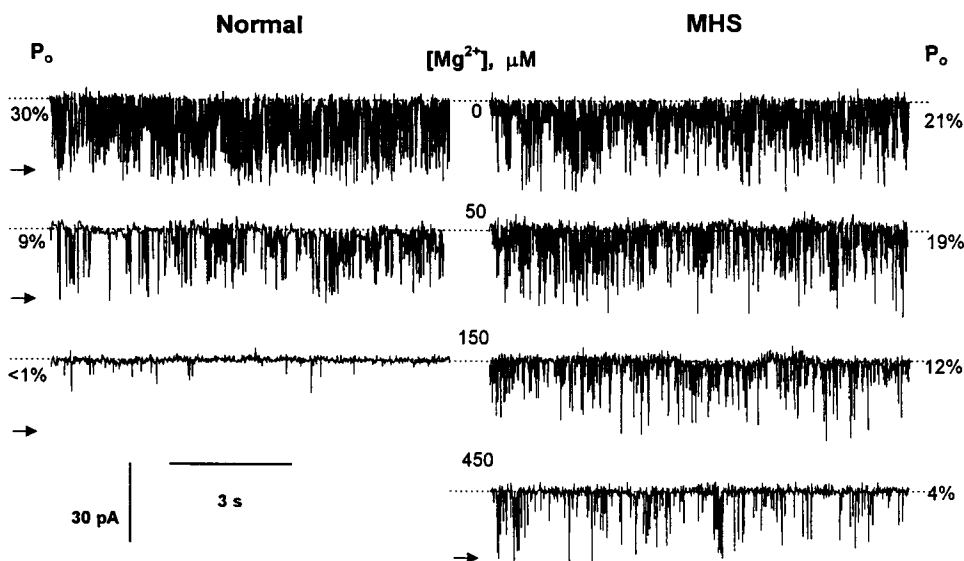 Normal MHS
Pₒ [Mg²⁺], µM Pₒ
30% 0 21%
50
9% 19%
150
<1% 12%
450
3 s 4%
30 pA